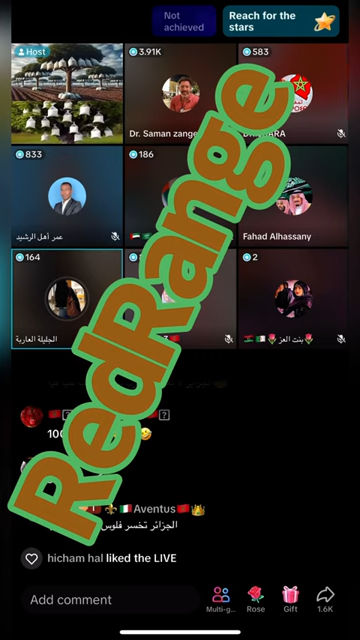 Not achieved
Reach for the stars
Host
3.91K
583
Dr. Saman zange
833
186
عمر أهل الرشيد
Fahad Alhassany
164
2
الجليلة العاربة
بنت العز
RedRange
100
Aventus
الجزائر تخسر فلوس
hicham hal liked the LIVE
Add comment
Multi-g...
Rose
Gift
1.6K